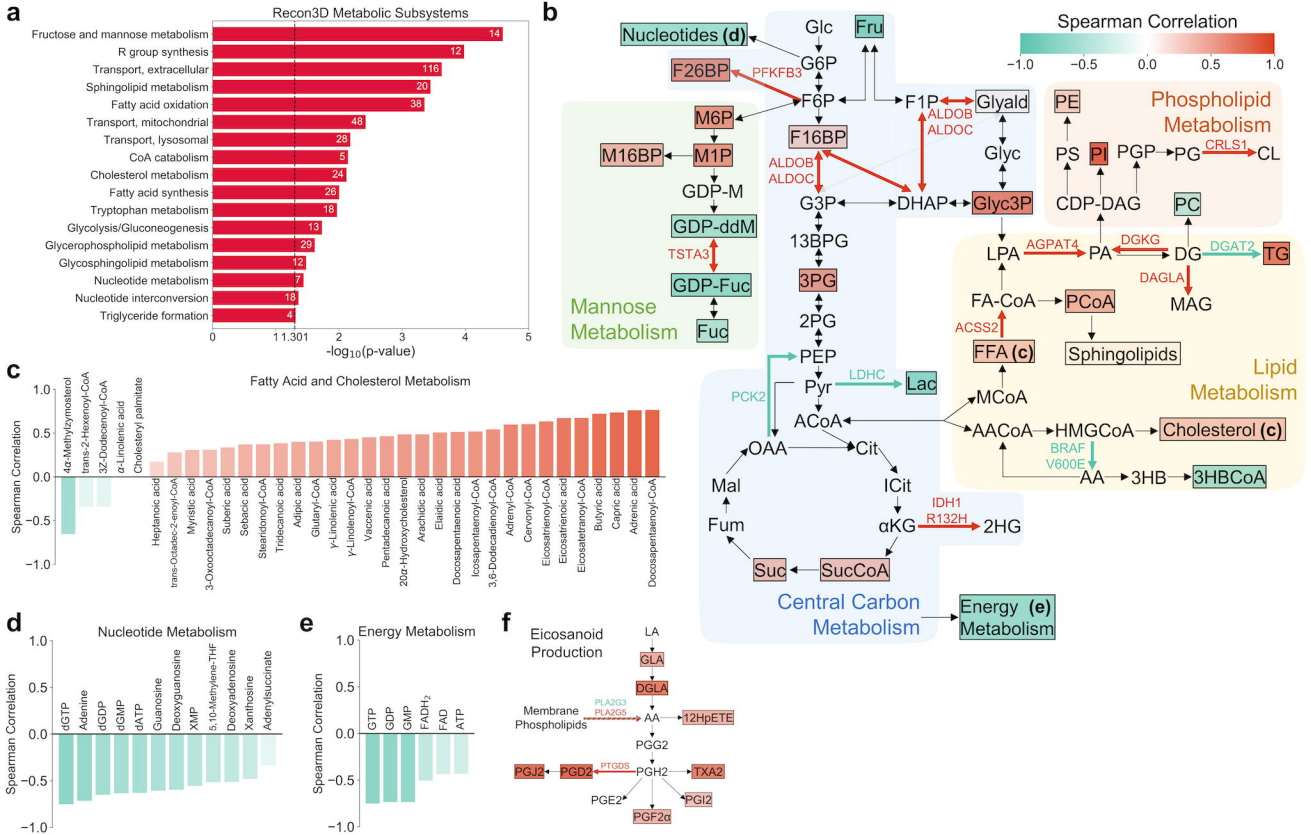 a
Recon3D Metabolic Subsystems
Fructose and mannose metabolism 14
R group synthesis 12
Transport, extracellular 116
Sphingolipid metabolism 20
Fatty acid oxidation 38
Transport, mitochondrial 48
Transport, lysosomal 28
CoA catabolism 5
Cholesterol metabolism 24
Fatty acid synthesis 26
Tryptophan metabolism 18
Glycolysis/Gluconeogenesis 13
Glycerophospholipid metabolism 29
Glycosphingolipid metabolism 12
Nucleotide metabolism 7
Nucleotide interconversion 18
Triglyceride formation 4
0 1 1.301 2 3 4 5
-log10(p-value)
b
Spearman Correlation
−1.0 −0.5 0.0 0.5 1.0
Nucleotides (d)
Glc
Fru
G6P
F26BP
PFKFB3
F6P
F1P
Glyald
ALDOB
ALDOC
M6P
F16BP
M16BP
M1P
Glyc
ALDOB
ALDOC
GDP-M
G3P
DHAP
Glyc3P
GDP-ddM
13BPG
TSTA3
3PG
GDP-Fuc
2PG
Mannose
Metabolism
Fuc
PEP
Pyr
LDHC
Lac
PCK2
ACoA
OAA
Cit
Mal
ICit
Fum
αKG
IDH1
R132H
2HG
Suc
SucCoA
Central Carbon
Metabolism
Energy (e)
Metabolism
Phospholipid
Metabolism
PE
PS
PI
PGP
PG
CRLS1
CL
CDP-DAG
PC
LPA
AGPAT4
PA
DGKG
DG
DGAT2
TG
DAGLA
MAG
FA-CoA
PCoA
ACSS2
FFA (c)
Sphingolipids
Lipid
Metabolism
MCoA
AACoA
HMGCoA
Cholesterol (c)
BRAF
V600E
AA
3HB
3HBCoA
c
Fatty Acid and Cholesterol Metabolism
Spearman Correlation
1.0
0.5
0.0
−0.5
−1.0
4α-Methylzymosterol
trans-2-Hexenoyl-CoA
3Z-Dodecenoyl-CoA
α-Linolenic acid
Cholesteryl palmitate
Heptanoic acid
trans-Octadec-2-enoyl-CoA
Myristic acid
3-Oxooctadecanoyl-CoA
Suberic acid
Sebacic acid
Stearidonoyl-CoA
Tridecanoic acid
Adipic acid
Glutaryl-CoA
γ-Linolenic acid
γ-Linolenoyl-CoA
Vaccenic acid
Pentadecanoic acid
20α-Hydroxycholesterol
Arachidic acid
Elaidic acid
Docosapentaenoic acid
Icosapentaenoyl-CoA
3,6-Dodecadienoyl-CoA
Adrenyl-CoA
Cervonyl-CoA
Eicosatrienoyl-CoA
Eicosatrienoic acid
Eicosatetranoyl-CoA
Butyric acid
Capric acid
Adrenic acid
Docosapentaenoyl-CoA
d
Nucleotide Metabolism
Spearman Correlation
1.0
0.5
0.0
−0.5
−1.0
dGTP
Adenine
dGDP
dGMP
dATP
Guanosine
Deoxyguanosine
XMP
5,10-Methylene-THF
Deoxyadenosine
Xanthosine
Adenylsuccinate
e
Energy Metabolism
Spearman Correlation
1.0
0.5
0.0
−0.5
−1.0
GTP
GDP
GMP
FADH2
FAD
ATP
f
Eicosanoid
Production
LA
GLA
DGLA
Membrane
Phospholipids
PLA2G3
PLA2G5
AA
12HpETE
PGG2
PGJ2
PGD2
PTGDS
PGH2
TXA2
PGE2
PGI2
PGF2α